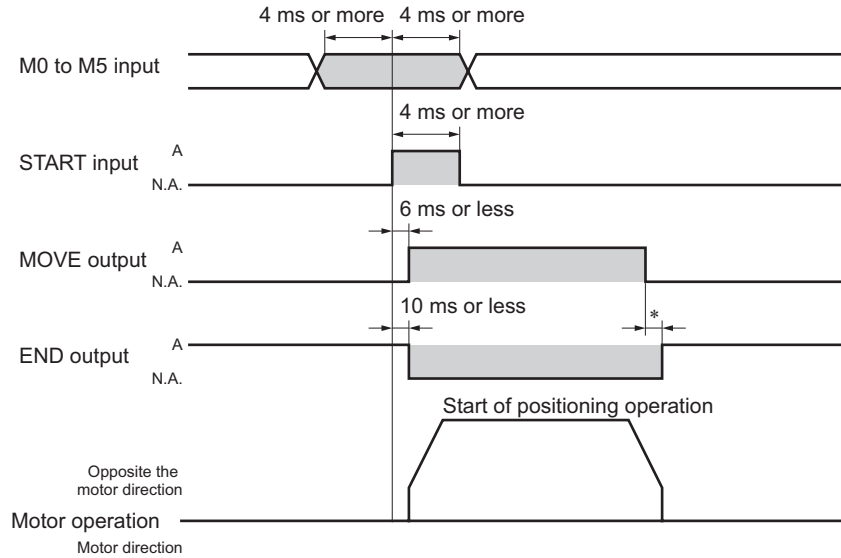 4 ms or more 4 ms or more
M0 to M5 input
4 ms or more
START input
A
N.A.
6 ms or less
MOVE output
A
N.A.
10 ms or less
*
END output
A
N.A.
Start of positioning operation
Opposite the
motor direction
Motor operation
Motor direction